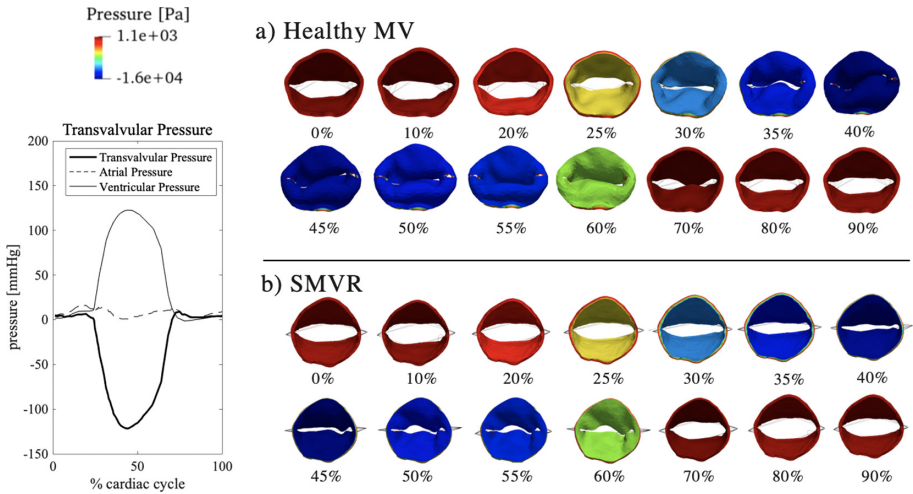 Pressure [Pa]
1.1e+03
-1.6e+04
Transvalvular Pressure
200
150
100
50
0
-50
-100
-150
0
50
100
pressure [mmHg]
% cardiac cycle
Transvalvular Pressure
Atrial Pressure
Ventricular Pressure
a) Healthy MV
0% 10% 20% 25% 30% 35% 40%
45% 50% 55% 60% 70% 80% 90%
b) SMVR
0% 10% 20% 25% 30% 35% 40%
45% 50% 55% 60% 70% 80% 90%